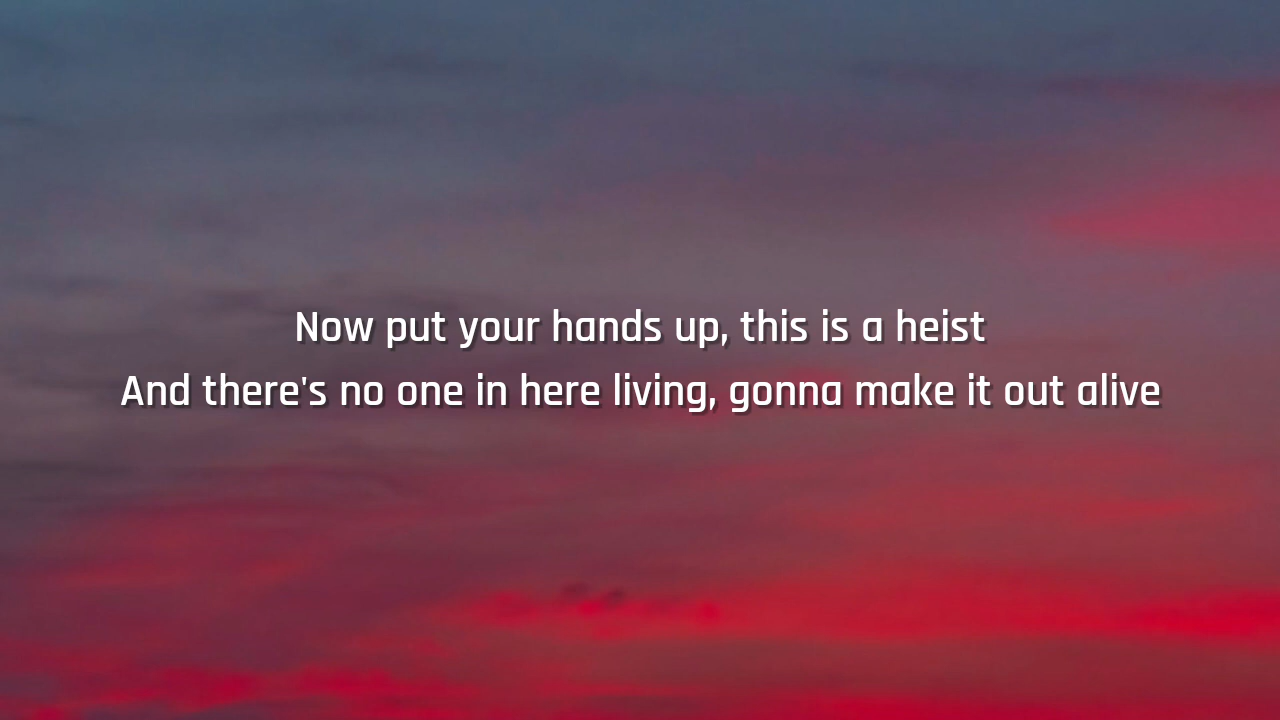 Now put your hands up, this is a heist
And there's no one in here living, gonna make it out alive